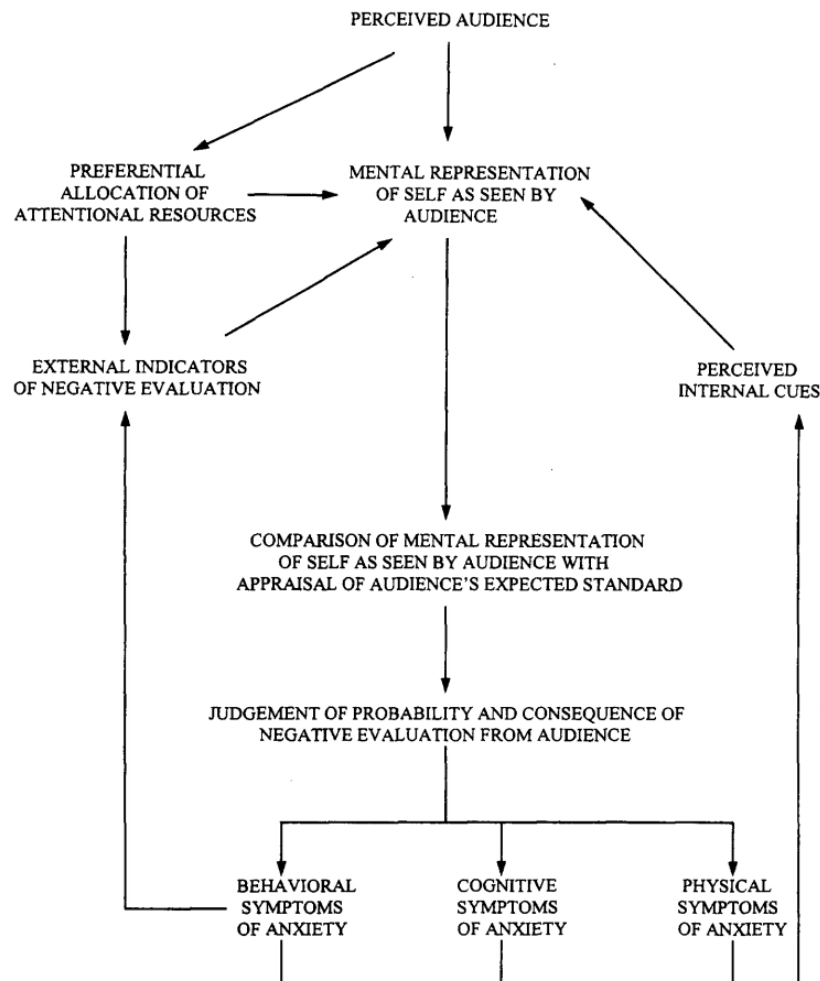 PERCEIVED AUDIENCE
PREFERENTIAL
ALLOCATION OF
ATTENTIONAL RESOURCES
MENTAL REPRESENTATION
OF SELF AS SEEN BY
AUDIENCE
EXTERNAL INDICATORS
OF NEGATIVE EVALUATION
PERCEIVED
INTERNAL CUES
COMPARISON OF MENTAL REPRESENTATION
OF SELF AS SEEN BY AUDIENCE WITH
APPRAISAL OF AUDIENCE'S EXPECTED STANDARD
JUDGEMENT OF PROBABILITY AND CONSEQUENCE OF
NEGATIVE EVALUATION FROM AUDIENCE
BEHAVIORAL
SYMPTOMS
OF ANXIETY
COGNITIVE
SYMPTOMS
OF ANXIETY
PHYSICAL
SYMPTOMS
OF ANXIETY